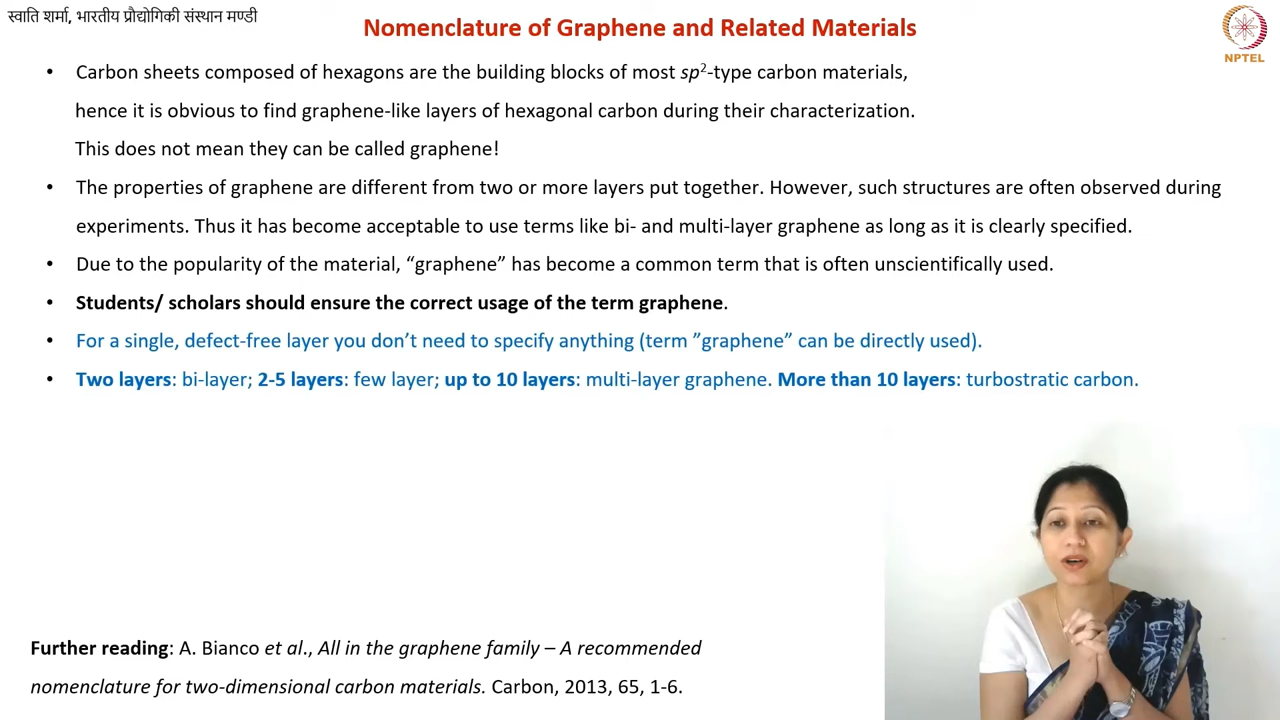 स्वाति शर्मा, भारतीय प्रौद्योगिकी संस्थान मण्डी
Nomenclature of Graphene and Related Materials
NPTEL
• Carbon sheets composed of hexagons are the building blocks of most sp²-type carbon materials,
hence it is obvious to find graphene-like layers of hexagonal carbon during their characterization.
This does not mean they can be called graphene!
• The properties of graphene are different from two or more layers put together. However, such structures are often observed during
experiments. Thus it has become acceptable to use terms like bi- and multi-layer graphene as long as it is clearly specified.
• Due to the popularity of the material, “graphene” has become a common term that is often unscientifically used.
• Students/ scholars should ensure the correct usage of the term graphene.
• For a single, defect-free layer you don’t need to specify anything (term ”graphene” can be directly used).
• Two layers: bi-layer; 2-5 layers: few layer; up to 10 layers: multi-layer graphene. More than 10 layers: turbostratic carbon.
Further reading: A. Bianco et al., All in the graphene family – A recommended
nomenclature for two-dimensional carbon materials. Carbon, 2013, 65, 1-6.